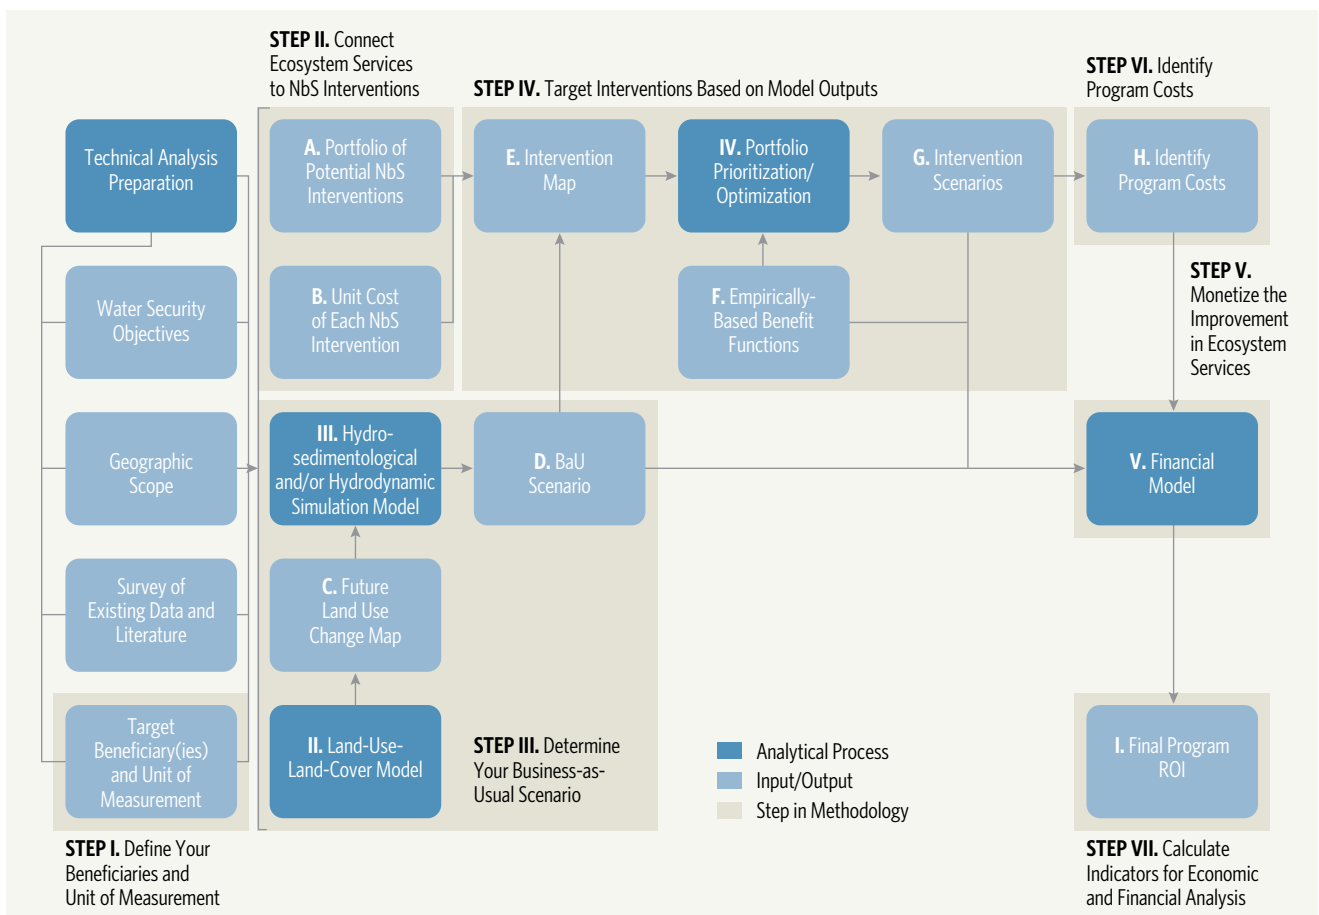 STEP II. Connect
Ecosystem Services
to NbS Interventions
STEP IV. Target Interventions Based on Model Outputs
STEP VI. Identify
Program Costs
Technical Analysis
Preparation
A. Portfolio of
Potential NbS
Interventions
E. Intervention
Map
IV. Portfolio
Prioritization/
Optimization
G. Intervention
Scenarios
H. Identify
Program Costs
Water Security
Objectives
B. Unit Cost
of Each NbS
Intervention
F. Empirically-
Based Benefit
Functions
STEP V.
Monetize the
Improvement
in Ecosystem
Services
Geographic
Scope
III. Hydro-
sedimentological
and/or Hydrodynamic
Simulation Model
D. BaU
Scenario
V. Financial
Model
Survey of
Existing Data and
Literature
C. Future
Land Use
Change Map
Target
Beneficiary(ies)
and Unit of
Measurement
II. Land-Use-
Land-Cover Model
STEP III. Determine
Your Business-as-
Usual Scenario
Analytical Process
Input/Output
Step in Methodology
I. Final Program
ROI
STEP I. Define Your
Beneficiaries and
Unit of Measurement
STEP VII. Calculate
Indicators for Economic
and Financial Analysis